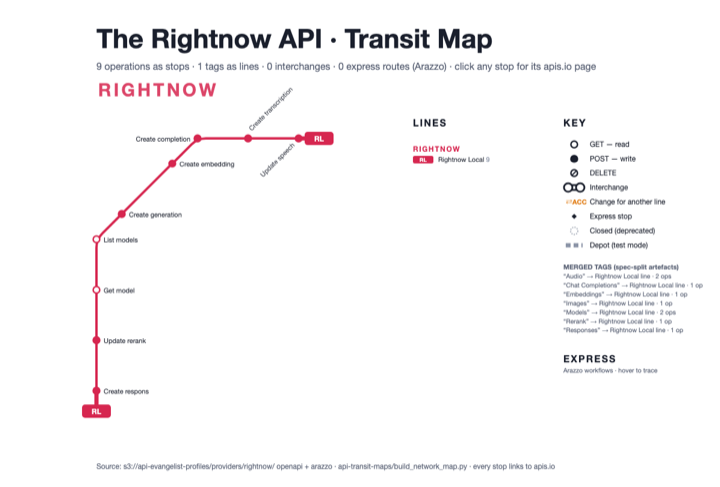 The Rightnow API · Transit Map
9 operations as stops · 1 tags as lines · 0 interchanges · 0 express routes (Arazzo) · click any stop for its apis.io page
RIGHTNOW
Create transcription
Create completion
RL
Update speech
Create embedding
Create generation
List models
Get model
Update rerank
Create respons
RL
LINES
RIGHTNOW
RL Rightnow Local 9
KEY
GET — read
POST — write
DELETE
Interchange
Change for another line
Express stop
Closed (deprecated)
Depot (test mode)
MERGED TAGS (spec-split artefacts)
"Audio" → Rightnow Local line · 2 ops
"Chat Completions" → Rightnow Local line · 1 op
"Embeddings" → Rightnow Local line · 1 op
"Images" → Rightnow Local line · 1 op
"Models" → Rightnow Local line · 2 ops
"Rerank" → Rightnow Local line · 1 op
"Responses" → Rightnow Local line · 1 op
EXPRESS
Arazzo workflows · hover to trace
Source: s3://api-evangelist-profiles/providers/rightnow/ openapi + arazzo · api-transit-maps/build_network_map.py · every stop links to apis.io